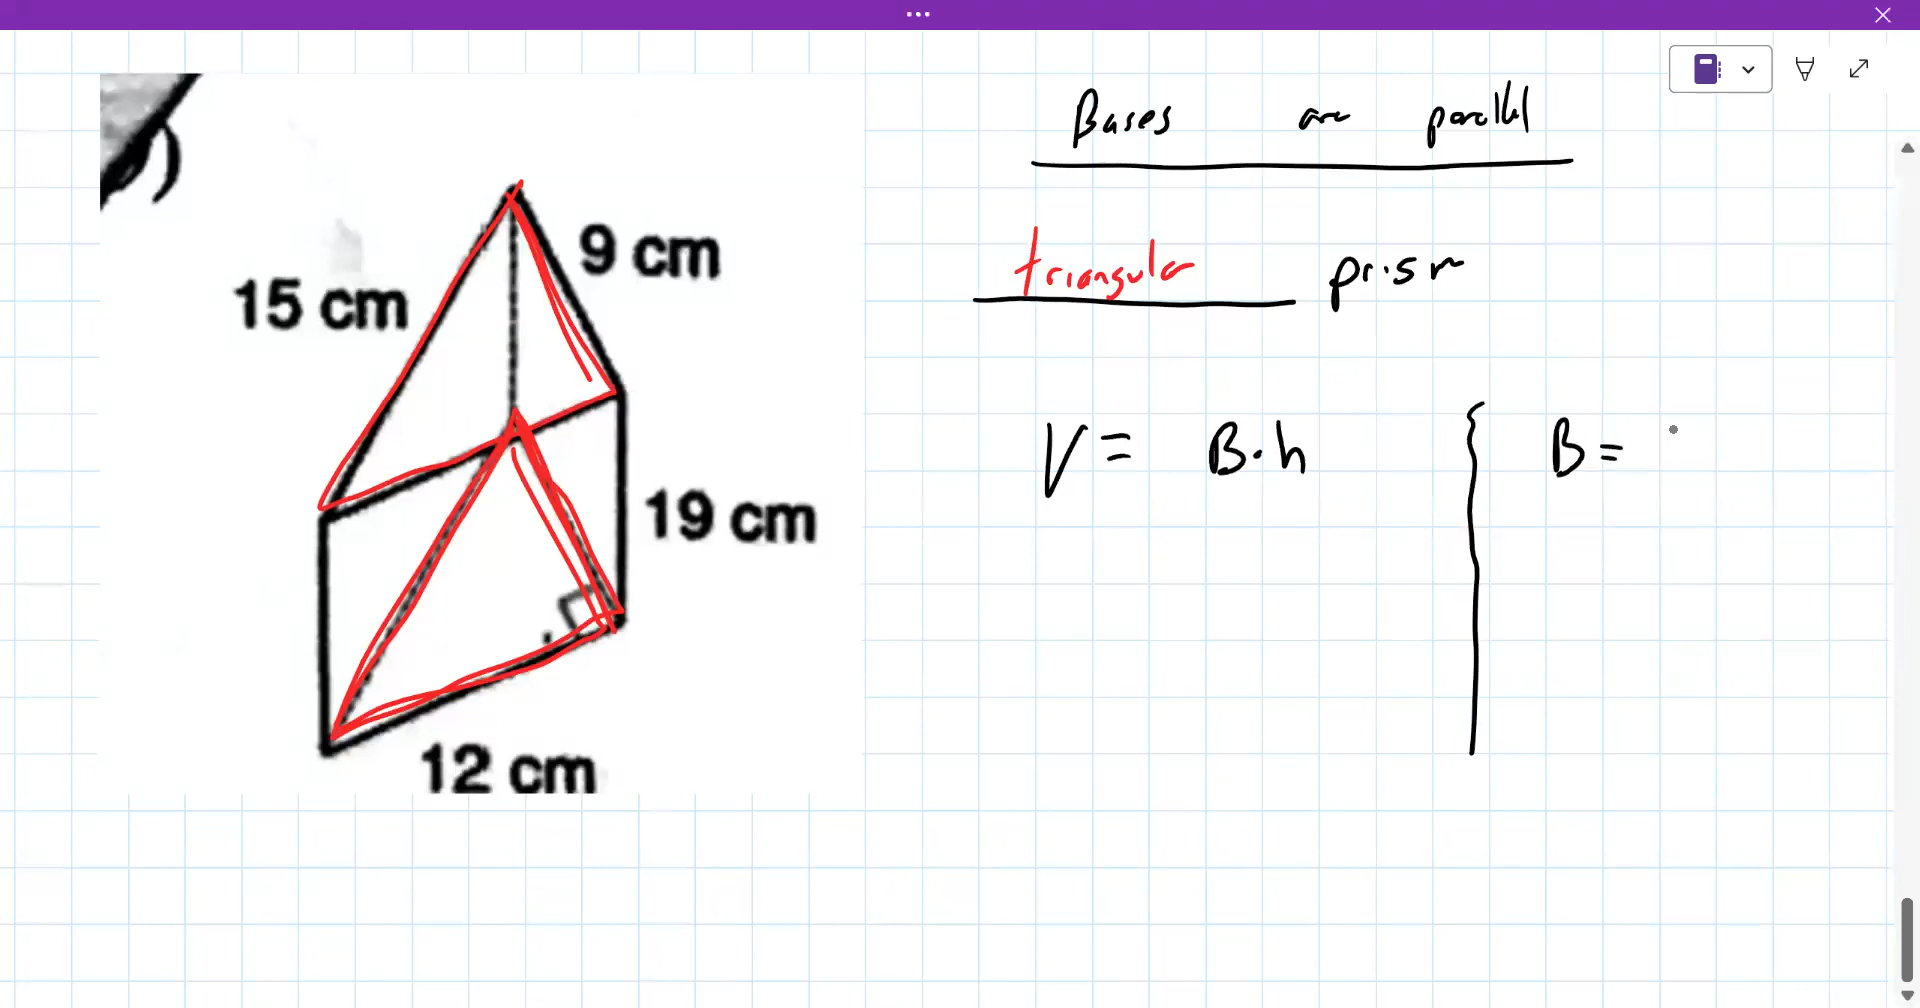 Bases are parallel
triangular prism
15 cm
9 cm
V = B·h
B =
19 cm
12 cm